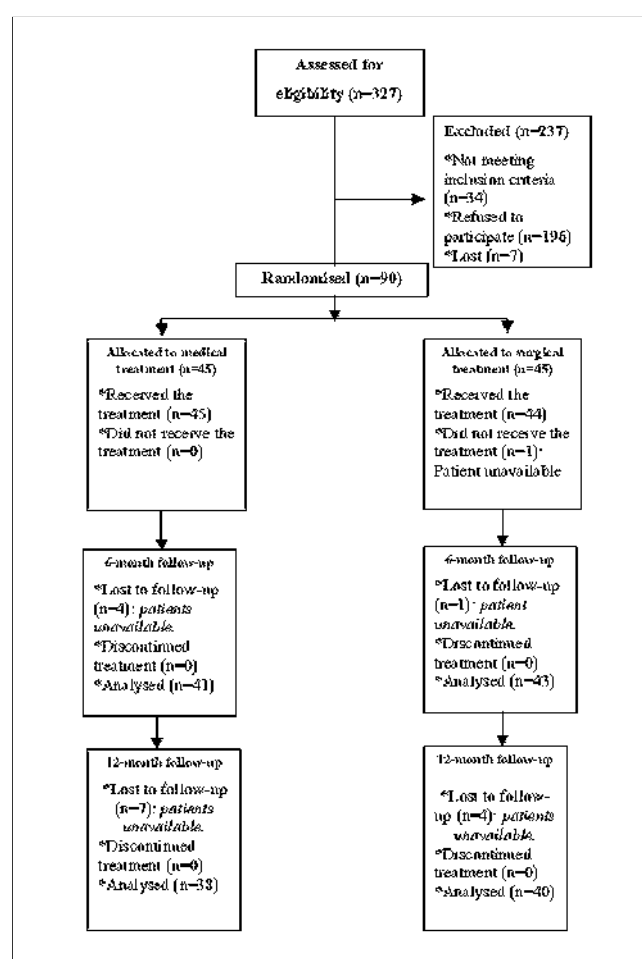 Assessed for
eligibility (n=327)
Excluded (n=237)
*Not meeting
inclusion criteria
(n=34)
*Refused to
participate (n=196)
*Lost (n=7)
Randomised (n=90)
Allocated to medical
treatment (n=45)
*Received the
treatment (n=45)
*Did not receive the
treatment (n=0)
Allocated to surgical
treatment (n=45)
*Received the
treatment (n=44)
*Did not receive the
treatment (n=1):
Patient unavailable
6-month follow-up
*Lost to follow-up
(n=4): patients
unavailable.
*Discontinued
treatment (n=0)
*Analysed (n=41)
6-month follow-up
*Lost to follow-up
(n=1): patient
unavailable.
*Discontinued
treatment (n=0)
*Analysed (n=43)
12-month follow-up
*Lost to follow-up
(n=7): patients
unavailable.
*Discontinued
treatment (n=0)
*Analysed (n=38)
12-month follow-up
*Lost to follow-
up (n=4): patients
unavailable.
*Discontinued
treatment (n=0)
*Analysed (n=40)